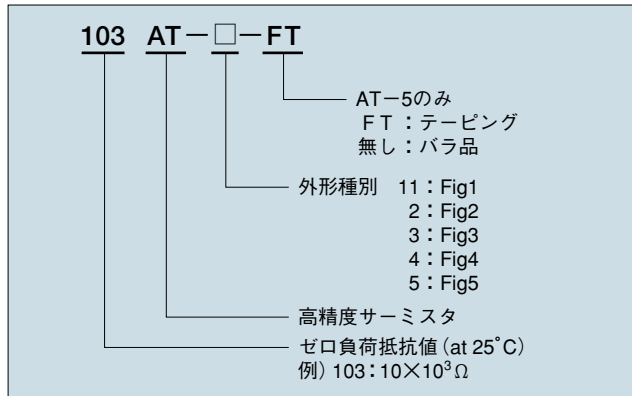 103 AT－□－FT
AT－5のみ
ＦＴ：テーピング
無し：バラ品
外形種別 11：Fig1
2：Fig2
3：Fig3
4：Fig4
5：Fig5
高精度サーミスタ
ゼロ負荷抵抗値（at 25˚C）
例）103：10×10³Ω